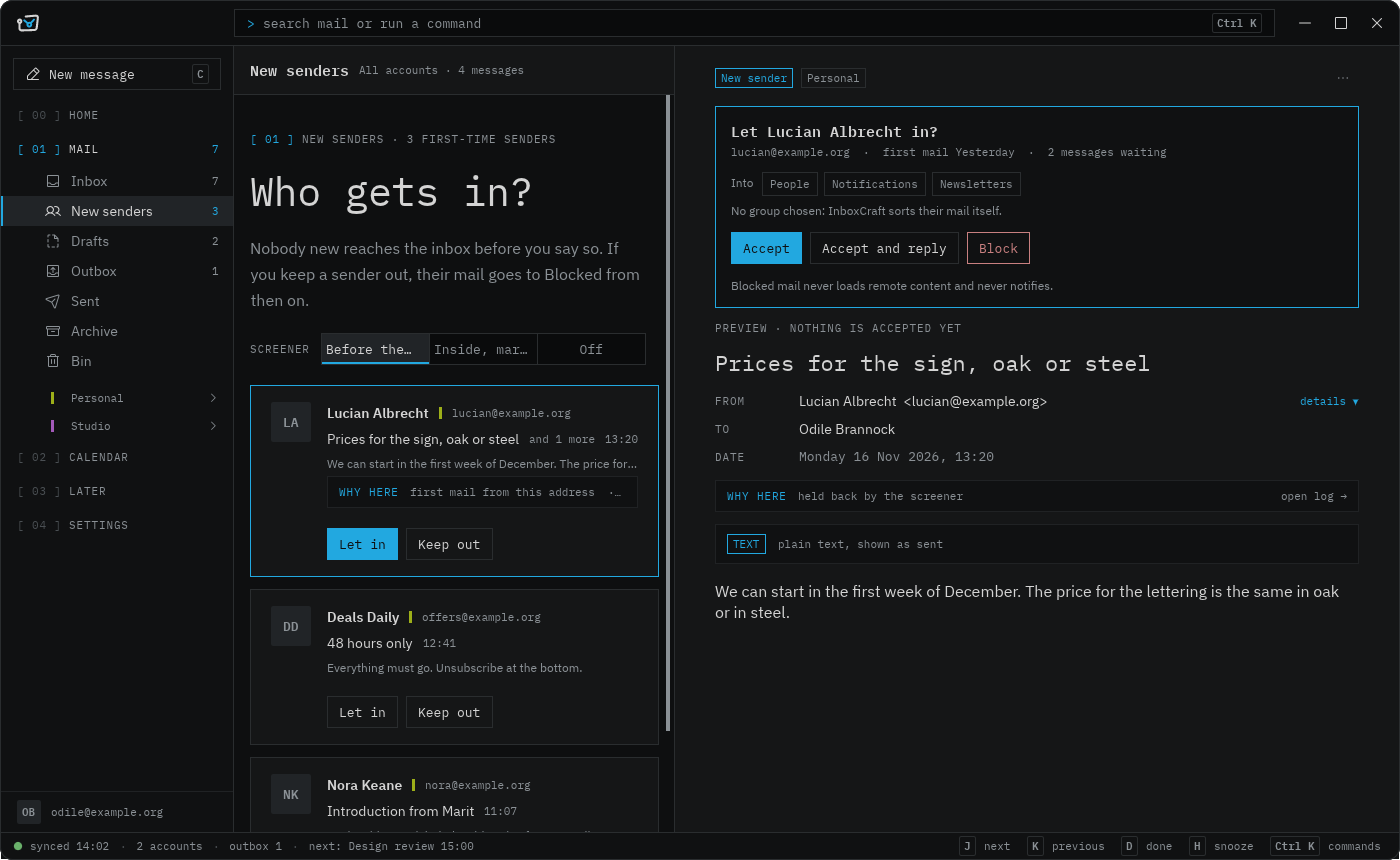 > search mail or run a command Ctrl K
New message C
[ 00 ] HOME
[ 01 ] MAIL 7
Inbox 7
New senders 3
Drafts 2
Outbox 1
Sent
Archive
Bin
Personal
Studio
[ 02 ] CALENDAR
[ 03 ] LATER
[ 04 ] SETTINGS
OB odile@example.org
New senders All accounts · 4 messages
[ 01 ] NEW SENDERS · 3 FIRST-TIME SENDERS
Who gets in?
Nobody new reaches the inbox before you say so. If
you keep a sender out, their mail goes to Blocked from
then on.
SCREENER Before the… Inside, mar… Off
LA Lucian Albrecht lucian@example.org
Prices for the sign, oak or steel and 1 more 13:20
We can start in the first week of December. The price for…
WHY HERE first mail from this address ·…
Let in Keep out
DD Deals Daily offers@example.org
48 hours only 12:41
Everything must go. Unsubscribe at the bottom.
Let in Keep out
NK Nora Keane nora@example.org
Introduction from Marit 11:07
New sender Personal ...
Let Lucian Albrecht in?
lucian@example.org · first mail Yesterday · 2 messages waiting
Into People Notifications Newsletters
No group chosen: InboxCraft sorts their mail itself.
Accept Accept and reply Block
Blocked mail never loads remote content and never notifies.
PREVIEW · NOTHING IS ACCEPTED YET
Prices for the sign, oak or steel
FROM Lucian Albrecht <lucian@example.org> details ▾
TO Odile Brannock
DATE Monday 16 Nov 2026, 13:20
WHY HERE held back by the screener open log →
TEXT plain text, shown as sent
We can start in the first week of December. The price for the lettering is the same in oak
or in steel.
synced 14:02 · 2 accounts · outbox 1 · next: Design review 15:00
J next K previous D done H snooze Ctrl K commands